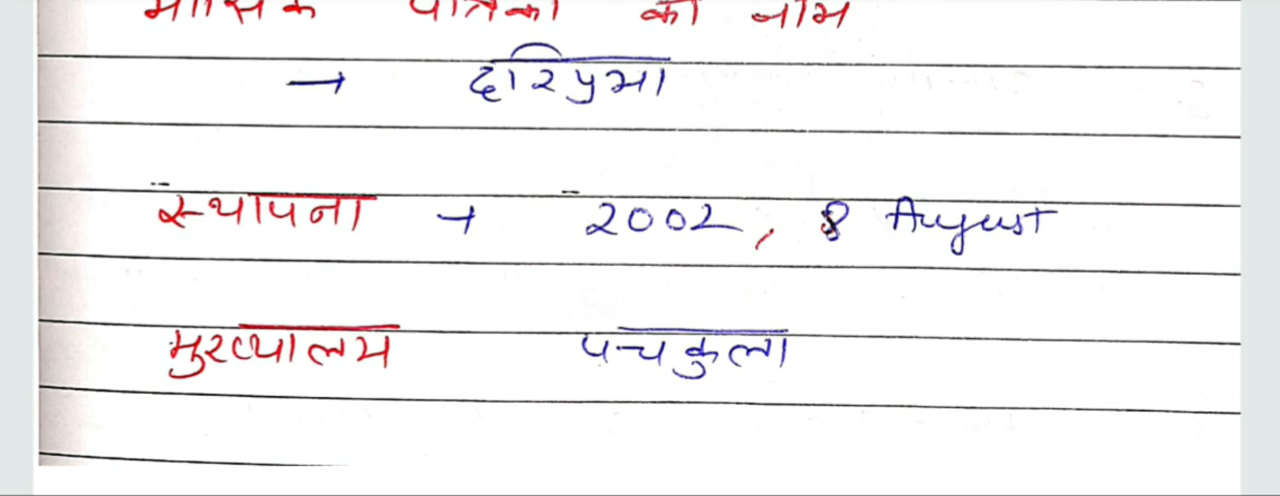 मासिक पत्रिका का नाम
→ हरिप्रभा
स्थापना → 2002, 8 August
मुख्यालय पंचकुला